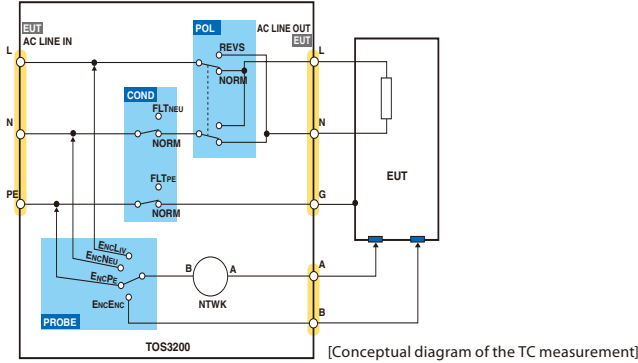 EUT
AC LINE IN
POL
AC LINE OUT
EUT
L
REVS
L
NORM
COND
FLTNEU
N
NORM
N
EUT
FLTPE
PE
NORM
G
ENCLIV
ENCNEU
ENCPE
B
A
A
NTWK
ENCENC
B
PROBE
TOS3200
[Conceptual diagram of the TC measurement]